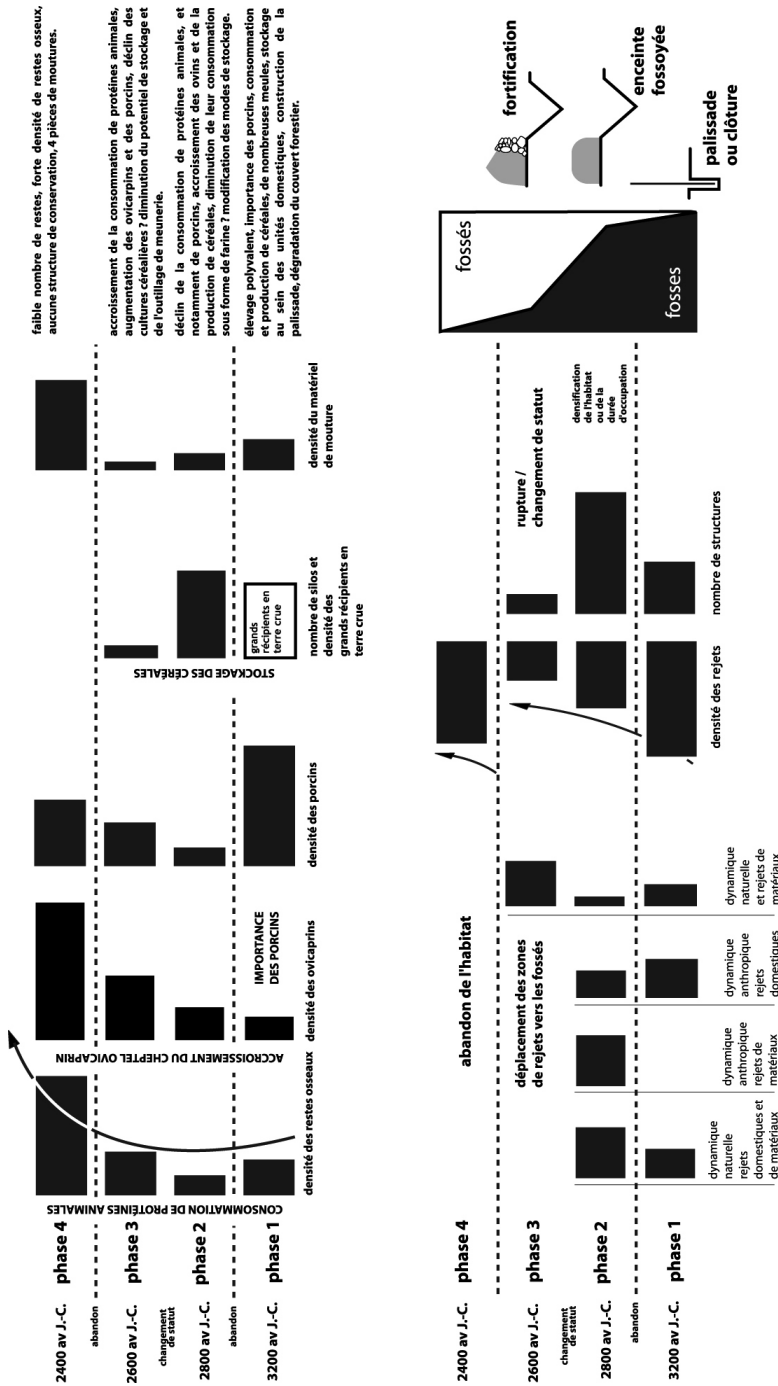 2400 av J.-C. phase 4
abandon
2600 av J.-C. phase 3
changement
de statut
2800 av J.-C. phase 2
abandon
3200 av J.-C. phase 1
CONSOMMATION DE PROTÉINES ANIMALES
densité des restes osseaux
ACCROISSEMENT DU CHEPTEL OVICAPRIN
densité des ovicaprins
IMPORTANCE
DES PORCINS
densité des porcins
STOCKAGE DES CÉRÉALES
grands
récipients en
terre crue
nombre de silos et
densité des
grands récipients en
terre crue
densité du matériel
de mouture
faible nombre de restes, forte densité de restes osseux,
aucune structure de conservation, 4 pièces de moutures.
accroissement de la consommation de protéines animales,
augmentation des ovicarpins et des porcins, déclin des
cultures céréalières ? diminution du potentiel de stockage et
de l'outillage de meunerie.
déclin de la consommation de protéines animales, et
notamment de porcins, accroissement des ovins et de la
production de céréales, diminution de leur consommation
sous forme de farine ? modification des modes de stockage.
élevage polyvalent, importance des porcins, consommation
et production de céréales, de nombreuses meules, stockage
au sein des unités domestiques, construction de la
palissade, dégradation du couvert forestier.
2400 av J.-C. phase 4
2600 av J.-C. phase 3
changement
de statut
2800 av J.-C. phase 2
abandon
3200 av J.-C. phase 1
abandon de l'habitat
déplacement des zones
de rejets vers les fossés
dynamique
naturelle
rejets
domestiques et
de matériaux
dynamique
anthropique
rejets de
matériaux
dynamique
anthropique
rejets
domestiques
dynamique
naturelle
et rejets de
matériaux
densité des rejets
nombre de structures
rupture /
changement de statut
densification
de l'habitat
ou de la
durée
d'occupation
fossés
fosses
fortification
enceinte
fossoyée
palissade
ou clôture